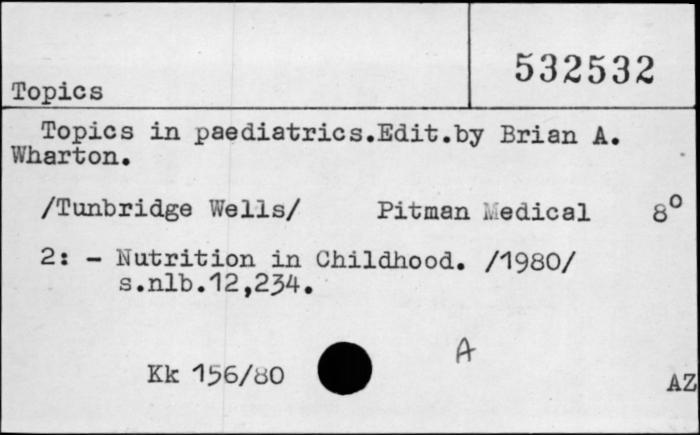 532532
Topics
Topics in paediatrics.Edit.by Brian A.
Wharton.
/Tunbridge Wells/ Pitman Medical 8°
2: - Nutrition in Childhood. /1980/
s.nlb.12,234.
A
Kk 156/80
AZ